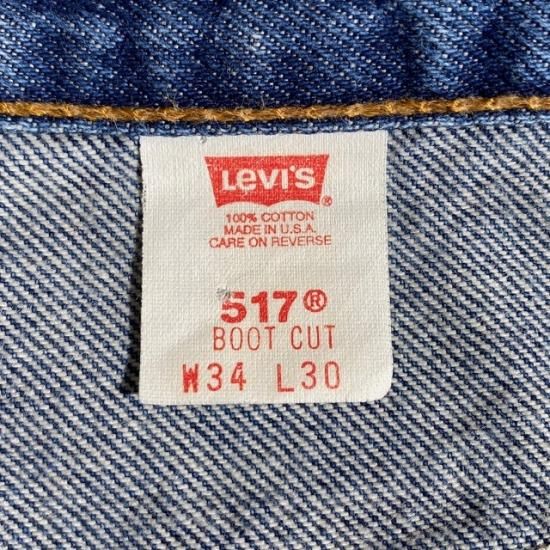 Levi's ®
100% COTTON
MADE IN U.S.A.
CARE ON REVERSE
517®
BOOT CUT
W34 L30